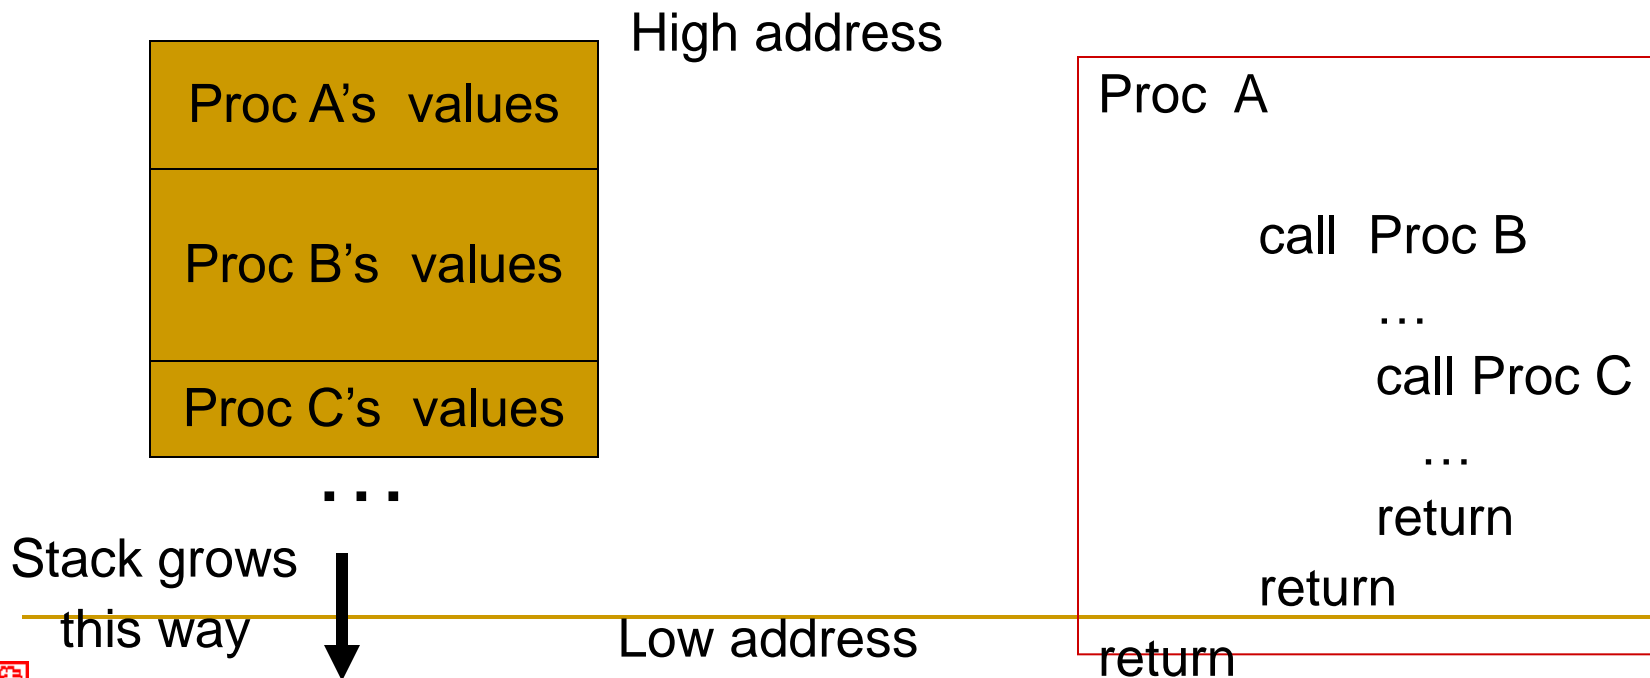 High address
Proc A’s values
Proc B’s values
Proc C’s values
...
Stack grows
this way
Low address
Proc A
call Proc B
…
call Proc C
…
return
return
return